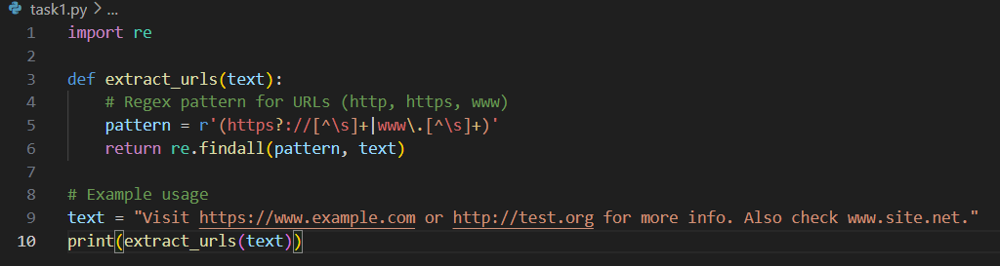 task1.py > ...
1 import re
2
3 def extract_urls(text):
4     # Regex pattern for URLs (http, https, www)
5     pattern = r'(https?://[^\s]+|www\.[^\s]+)'
6     return re.findall(pattern, text)
7
8 # Example usage
9 text = "Visit https://www.example.com or http://test.org for more info. Also check www.site.net."
10 print(extract_urls(text))